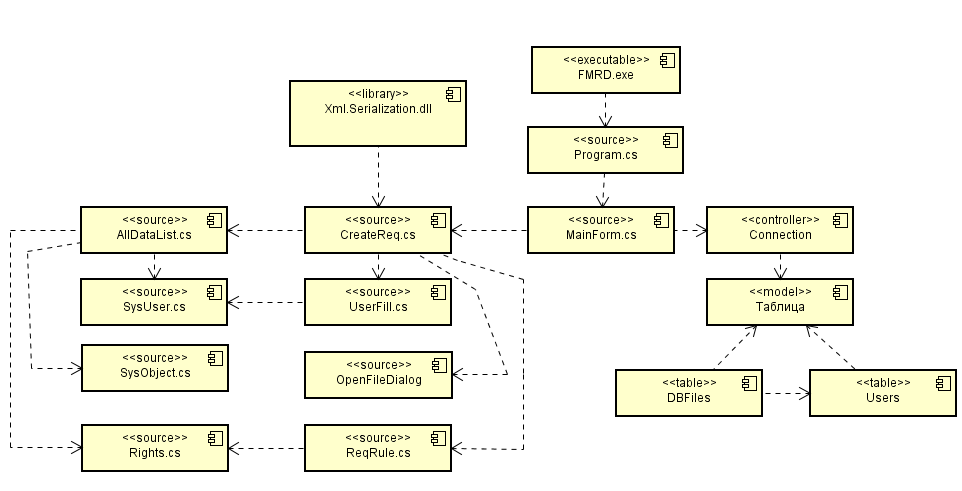 <<executable>>
FMRD.exe
<<library>>
Xml.Serialization.dll
<<source>>
Program.cs
<<source>>
AllDataList.cs
<<source>>
CreateReq.cs
<<source>>
MainForm.cs
<<controller>>
Connection
<<source>>
SysUser.cs
<<source>>
UserFill.cs
<<model>>
Таблица
<<source>>
SysObject.cs
<<source>>
OpenFileDialog
<<table>>
DBFiles
<<table>>
Users
<<source>>
Rights.cs
<<source>>
ReqRule.cs